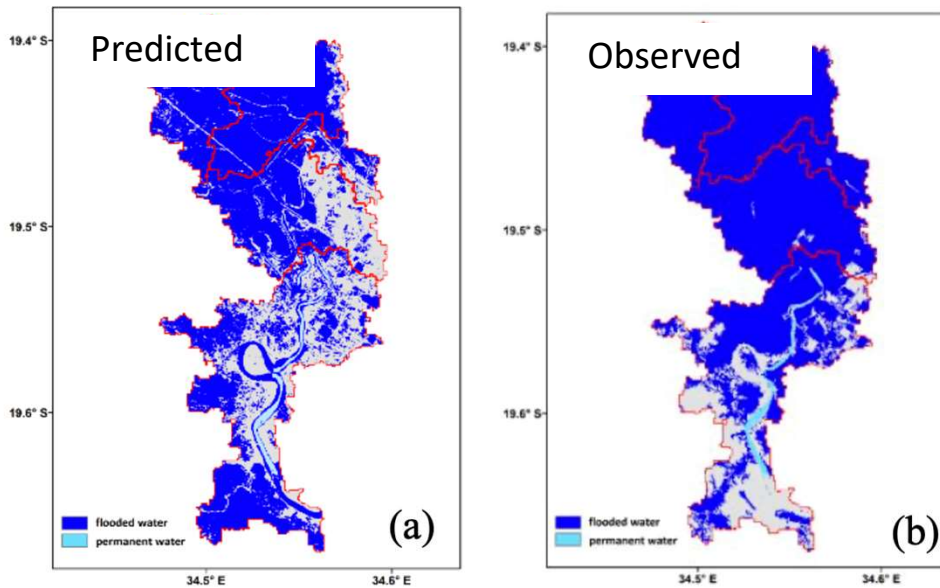 Predicted
19.4° S
19.5° S
19.6° S
flooded water
permanent water
(a)
34.5° E
34.6° E
Observed
19.4° S
19.5° S
19.6° S
flooded water
permanent water
(b)
34.5° E
34.6° E